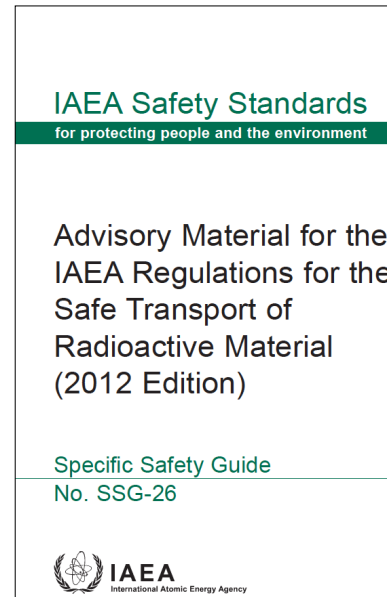 IAEA Safety Standards
for protecting people and the environment
Advisory Material for the
IAEA Regulations for the
Safe Transport of
Radioactive Material
(2012 Edition)
Specific Safety Guide
No. SSG-26
IAEA
International Atomic Energy Agency